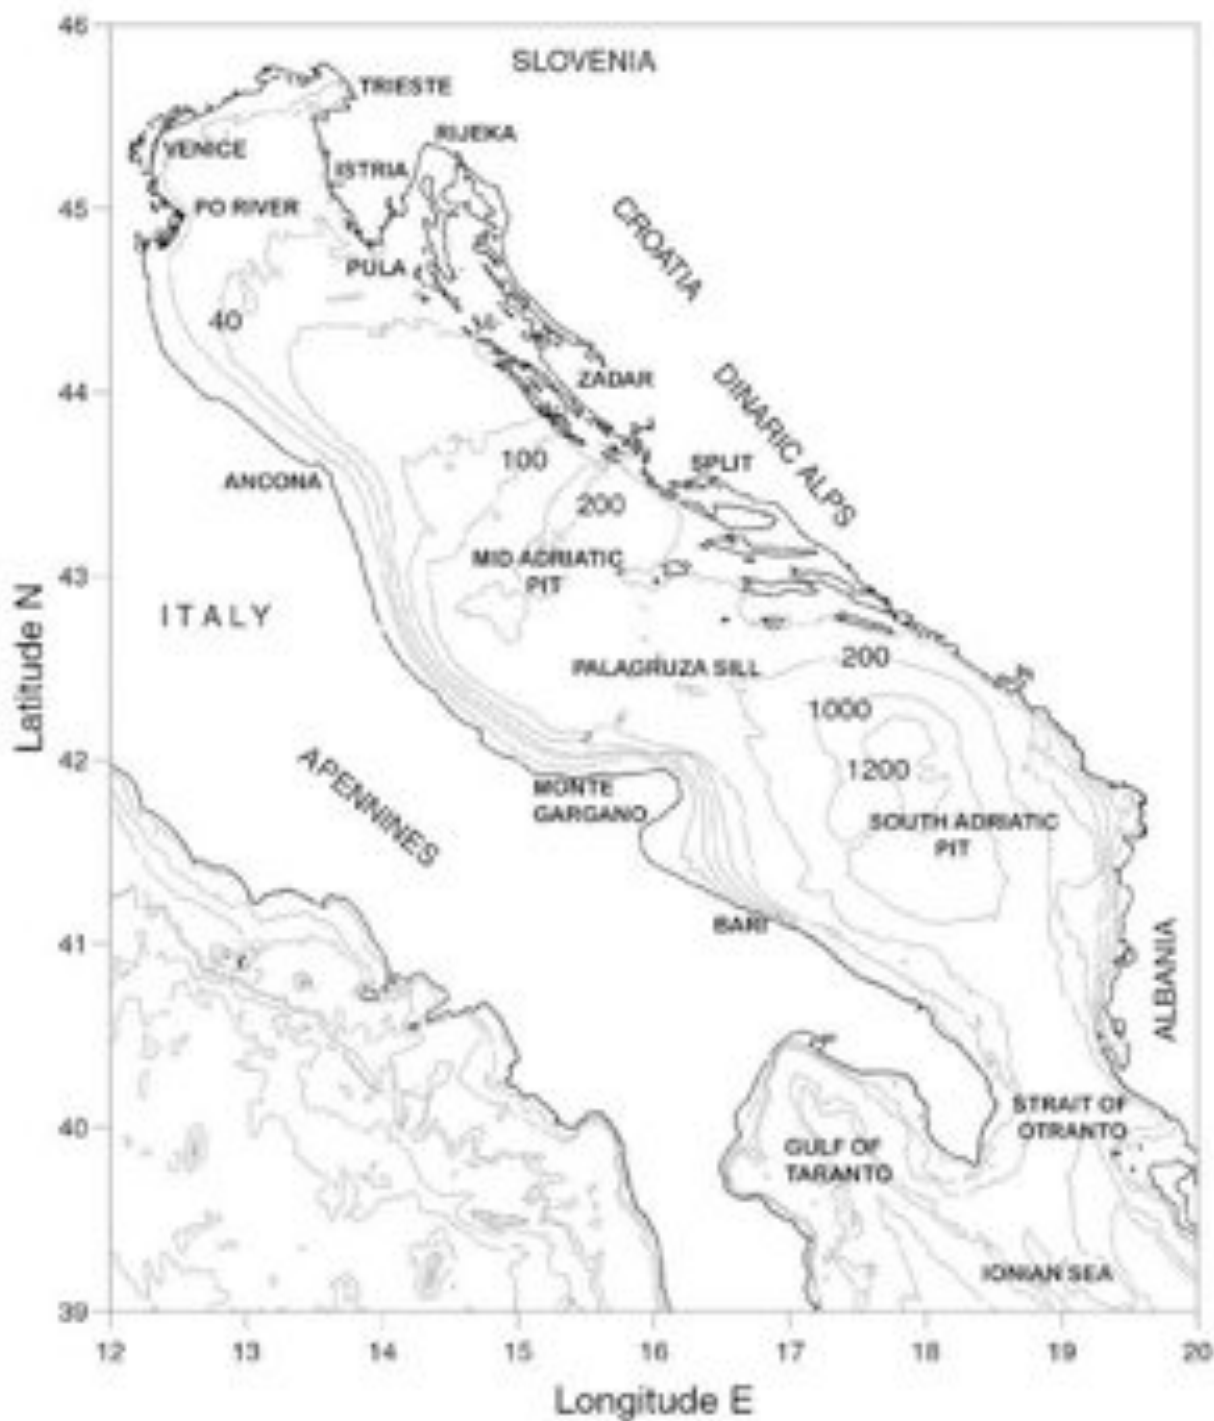 46
SLOVENIA
TRIESTE
RIJEKA
VENICE
ISTRIA
45
PO RIVER
CROATIA
PULA
40
44
ZADAR
DINARIC ALPS
100
SPLIT
ANCONA
200
43
MID ADRIATIC
PIT
ITALY
Latitude N
200
PALAGRUZA SILL
1000
42
1200
APENNINES
MONTE
GARGANO
SOUTH ADRIATIC
PIT
41
BARI
ALBANIA
40
STRAIT OF
OTRANTO
GULF OF
TARANTO
IONIAN SEA
39
12 13 14 15 16 17 18 19 20
Longitude E